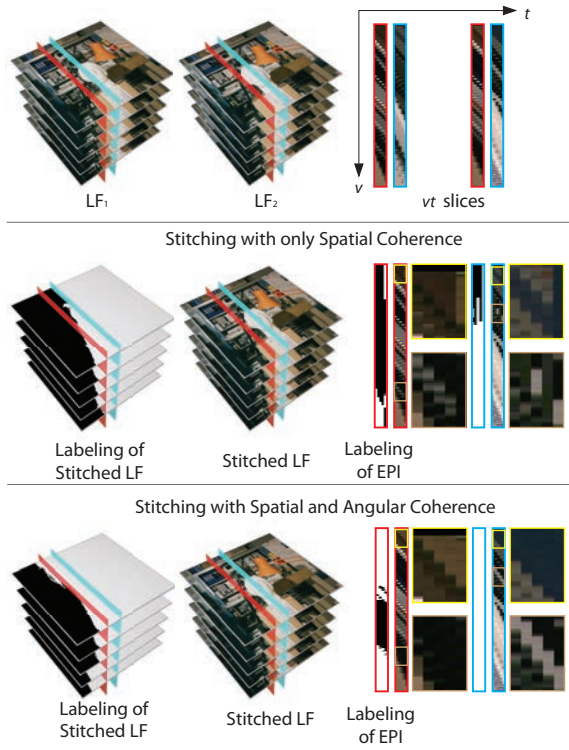 t
v
LF1
LF2
vt slices
Stitching with only Spatial Coherence
Labeling of
Stitched LF
Stitched LF
Labeling
of EPI
Stitching with Spatial and Angular Coherence
Labeling of
Stitched LF
Stitched LF
Labeling
of EPI